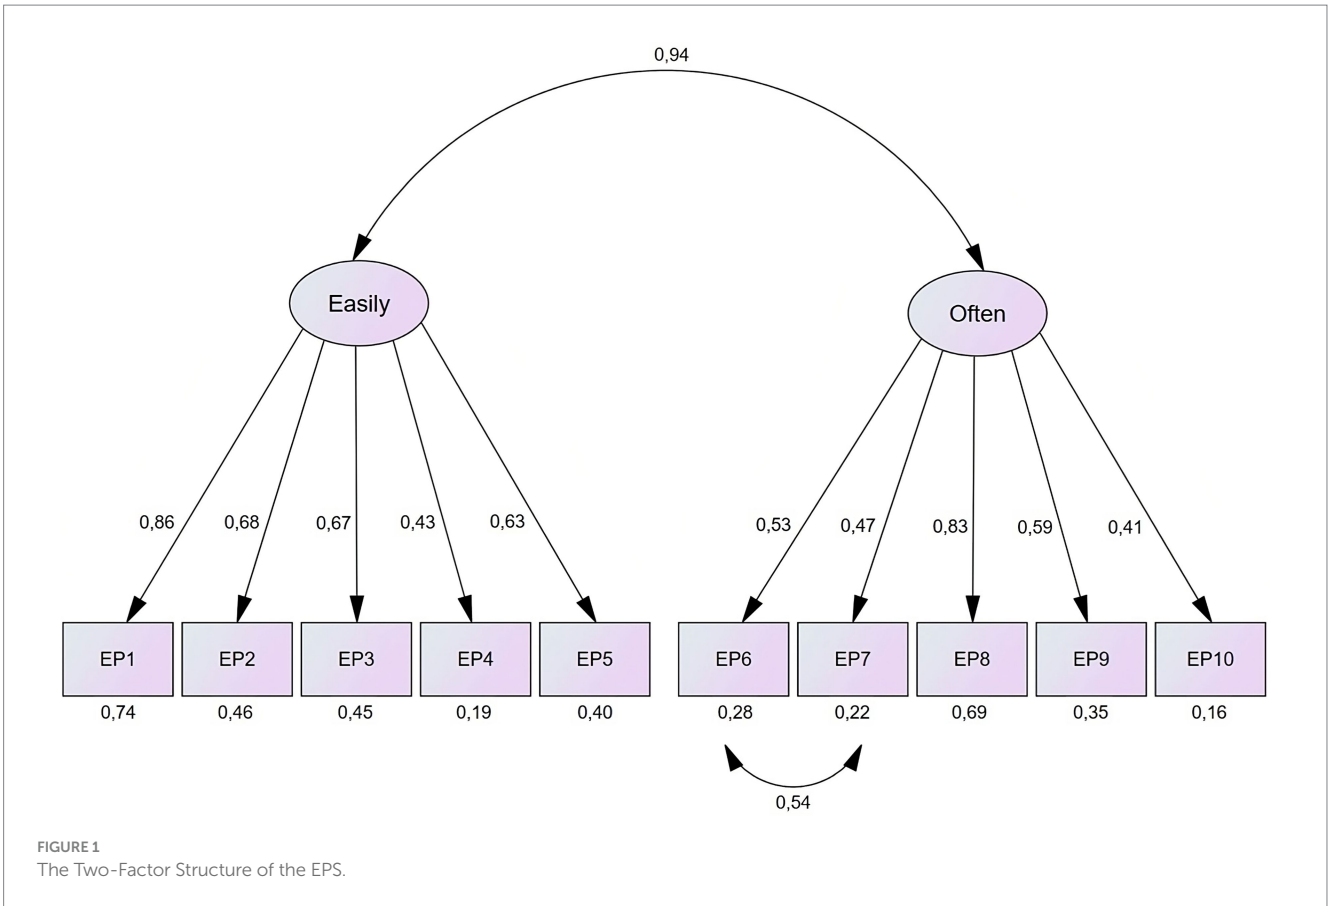 0,94
Easily
Often
0,86 0,68 0,67 0,43 0,63 0,53 0,47 0,83 0,59 0,41
EP1 EP2 EP3 EP4 EP5 EP6 EP7 EP8 EP9 EP10
0,74 0,46 0,45 0,19 0,40 0,28 0,22 0,69 0,35 0,16
0,54
FIGURE 1
The Two-Factor Structure of the EPS.